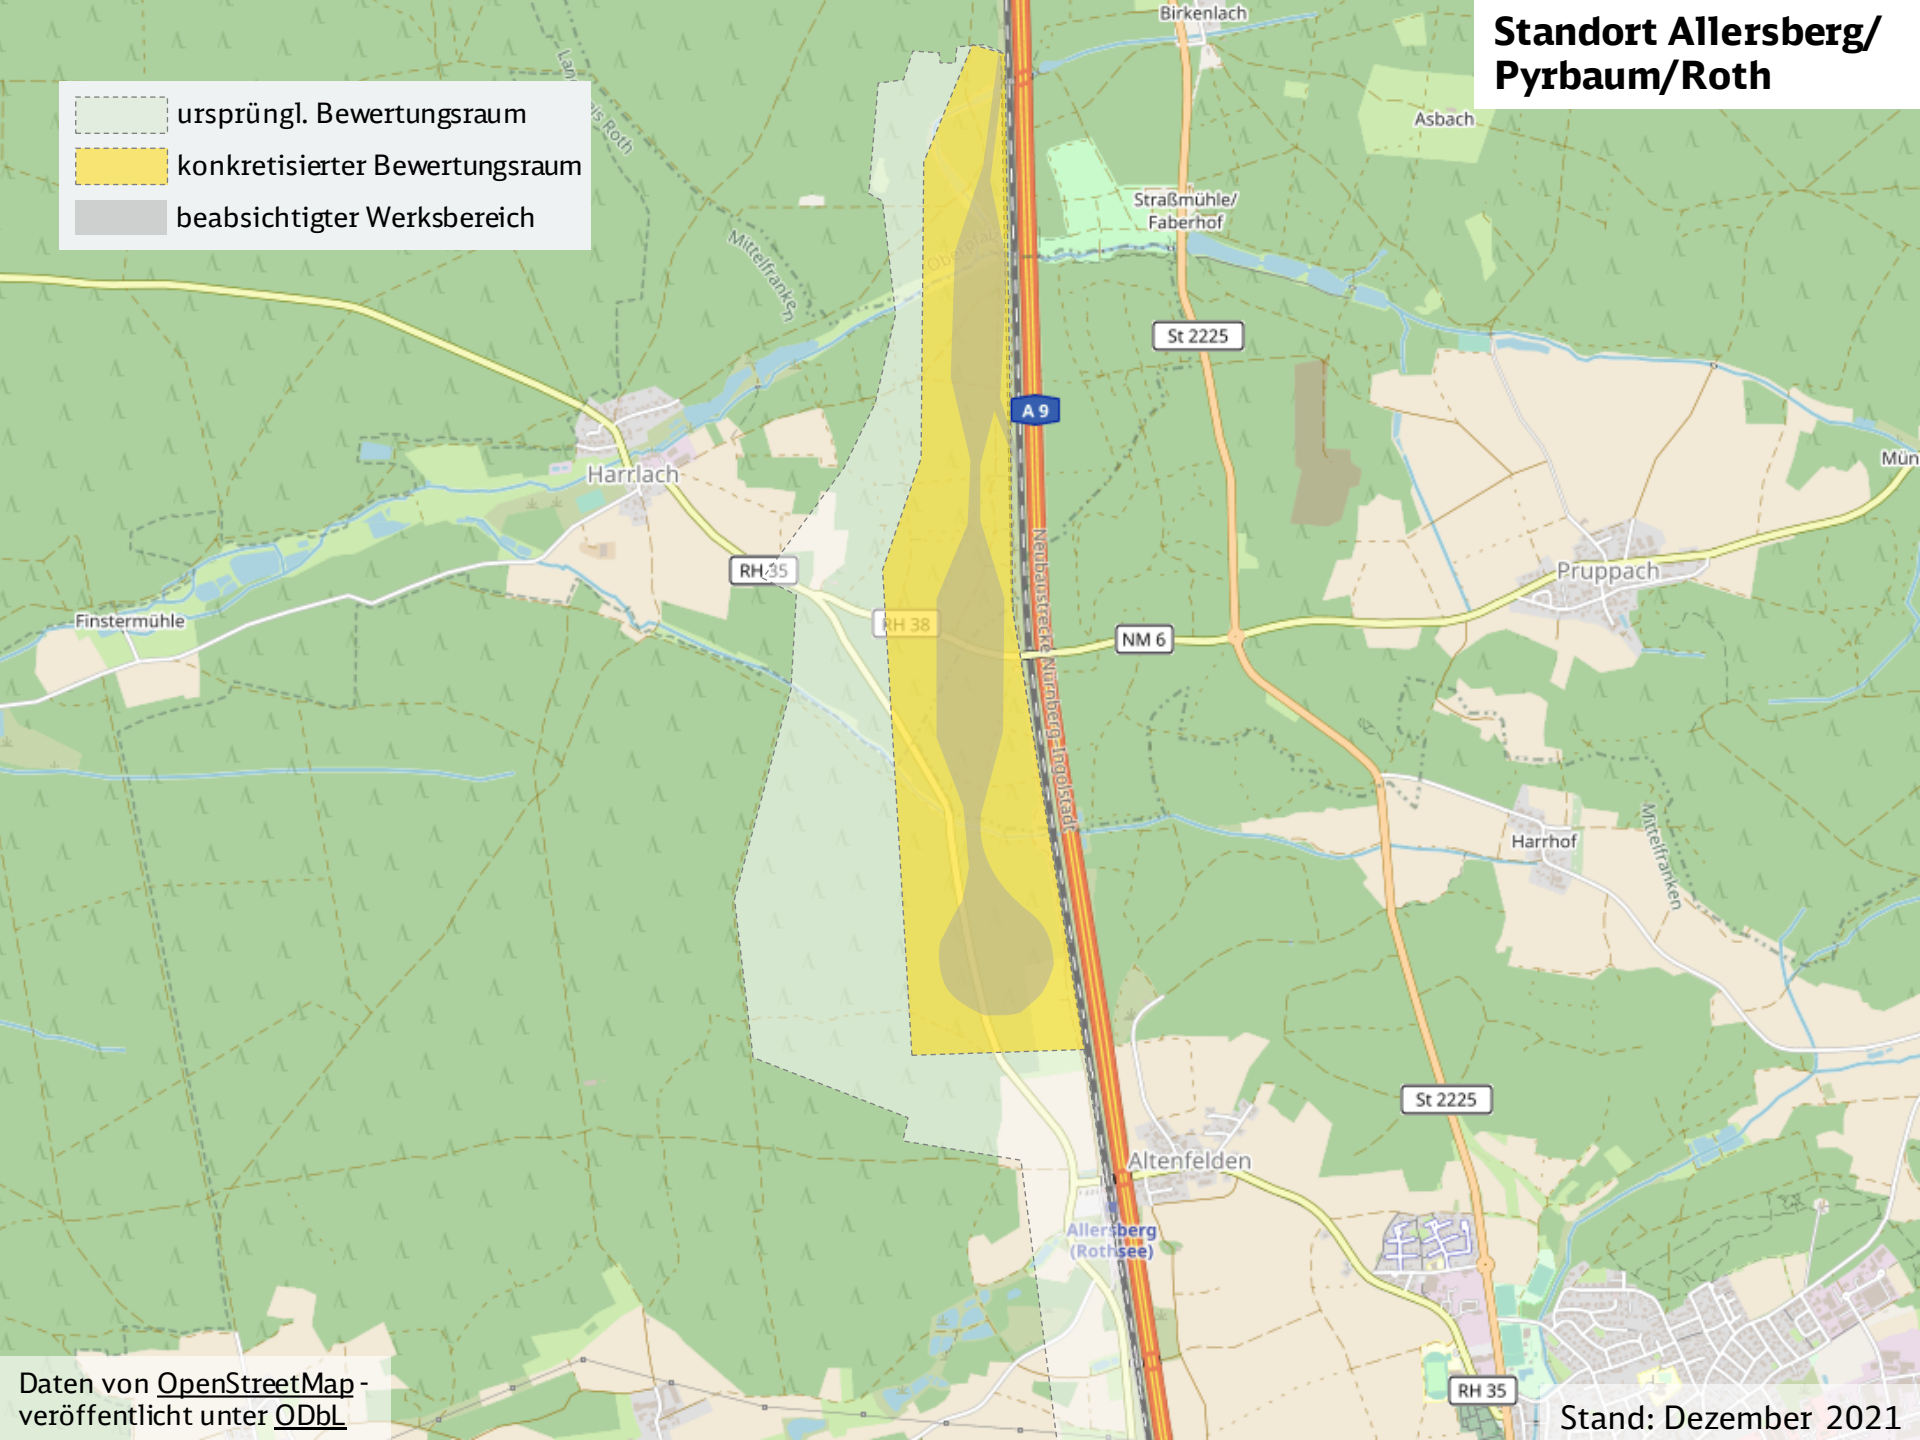 Standort Allersberg/
Pyrbaum/Roth
ursprüngl. Bewertungsraum
konkretisierter Bewertungsraum
beabsichtigter Werksbereich
Birkenlach
Asbach
Straßmühle/
Faberhof
Mittelfranken
Oberpfalz
St 2225
A 9
Harrlach
Mün
RH 35
Pruppach
Finstermühle
RH 38
NM 6
Neubaustrecke Nürnberg-Ingolstadt
Harrhof
Mittelfranken
St 2225
Altenfelden
Allersberg
(Rothsee)
RH 35
Daten von OpenStreetMap -
veröffentlicht unter ODbL
Stand: Dezember 2021